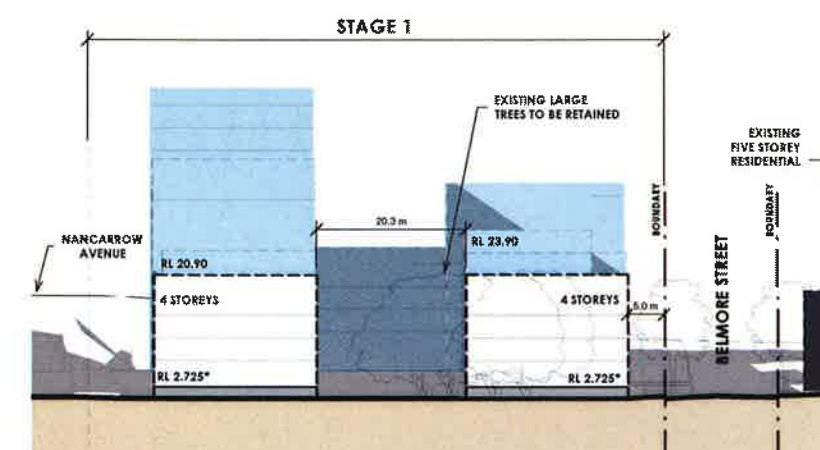 STAGE 1
EXISTING LARGE
TREES TO BE RETAINED
EXISTING
FIVE STOREY
RESIDENTIAL
BOUNDARY
BOUNDARY
20.3 m
NANCARROW
AVENUE
RL 23.90
RL 20.90
BELMORE STREET
4 STOREYS
4 STOREYS
5.0 m
RL 2.725*
RL 2.725*